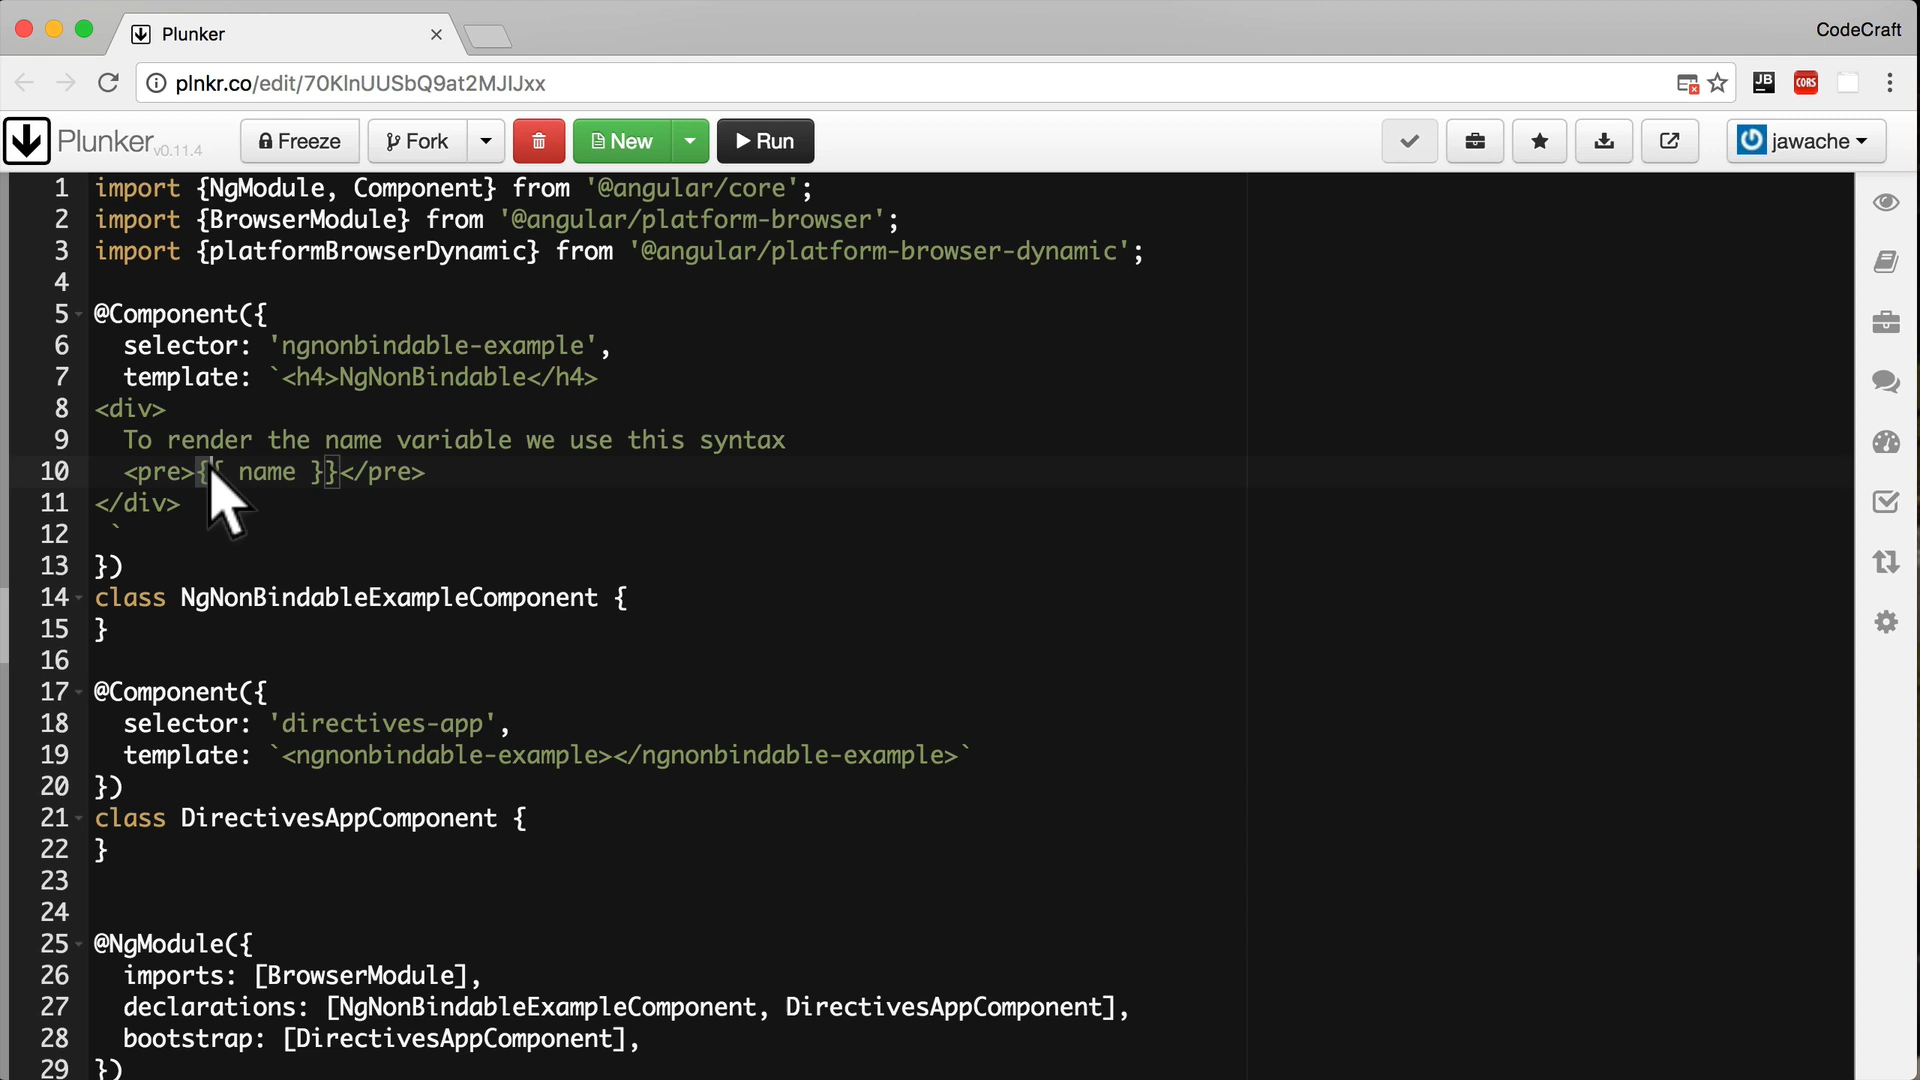 Plunker
CodeCraft
plnkr.co/edit/70KlnUUSbQ9at2MJIJxx
JB
CORS
Plunker v0.11.4
Freeze
Fork
New
Run
jawache
1 import {NgModule, Component} from '@angular/core';
2 import {BrowserModule} from '@angular/platform-browser';
3 import {platformBrowserDynamic} from '@angular/platform-browser-dynamic';
4
5 @Component({
6 selector: 'ngnonbindable-example',
7 template: `<h4>NgNonBindable</h4>
8 <div>
9 To render the name variable we use this syntax
10 <pre>{{ name }}</pre>
11 </div>
12 `
13 })
14 class NgNonBindableExampleComponent {
15 }
16
17 @Component({
18 selector: 'directives-app',
19 template: `<ngnonbindable-example></ngnonbindable-example>`
20 })
21 class DirectivesAppComponent {
22 }
23
24
25 @NgModule({
26 imports: [BrowserModule],
27 declarations: [NgNonBindableExampleComponent, DirectivesAppComponent],
28 bootstrap: [DirectivesAppComponent],
29 })